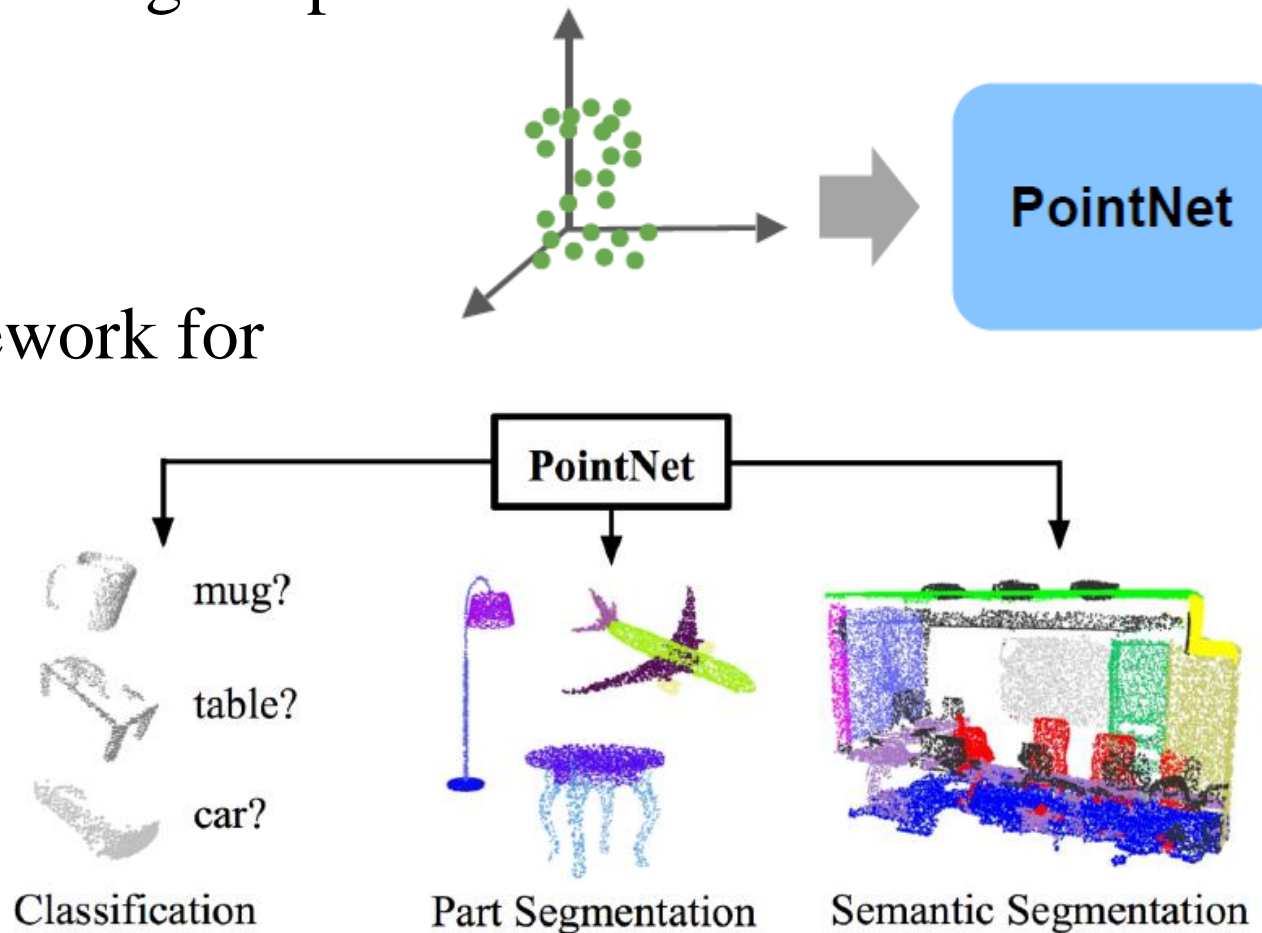 PointNet
ework for
PointNet
mug?
table?
car?
Classification
Part Segmentation
Semantic Segmentation